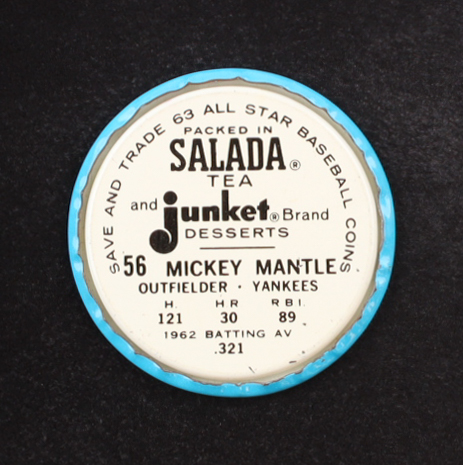 SAVE AND TRADE 63 ALL STAR BASEBALL COINS
PACKED IN
SALADA®
TEA
and junket® Brand
DESSERTS
56 MICKEY MANTLE
OUTFIELDER · YANKEES
H. HR RBI.
121 30 89
1962 BATTING AV
.321